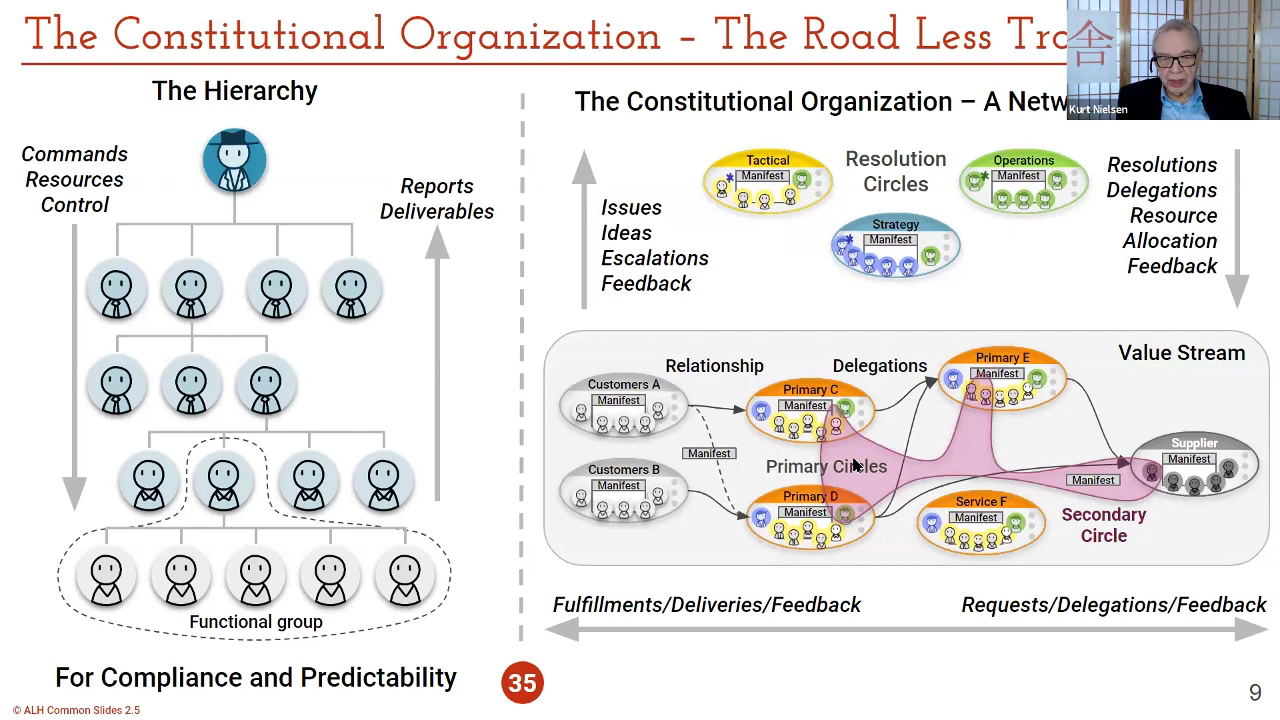 The Constitutional Organization – The Road Less Tra
舎
Kurt Nielsen
The Hierarchy
Commands
Resources
Control
Reports
Deliverables
Functional group
For Compliance and Predictability
The Constitutional Organization – A Netw
Issues
Ideas
Escalations
Feedback
Tactical
Manifest
Resolution
Circles
Operations
Manifest
Strategy
Manifest
Resolutions
Delegations
Resource
Allocation
Feedback
Value Stream
Relationship
Delegations
Customers A
Manifest
Primary C
Manifest
Primary E
Manifest
Manifest
Primary Circles
Supplier
Manifest
Customers B
Manifest
Primary D
Manifest
Service F
Manifest
Manifest
Secondary
Circle
Fulfillments/Deliveries/Feedback
Requests/Delegations/Feedback
35
9
© ALH Common Slides 2.5